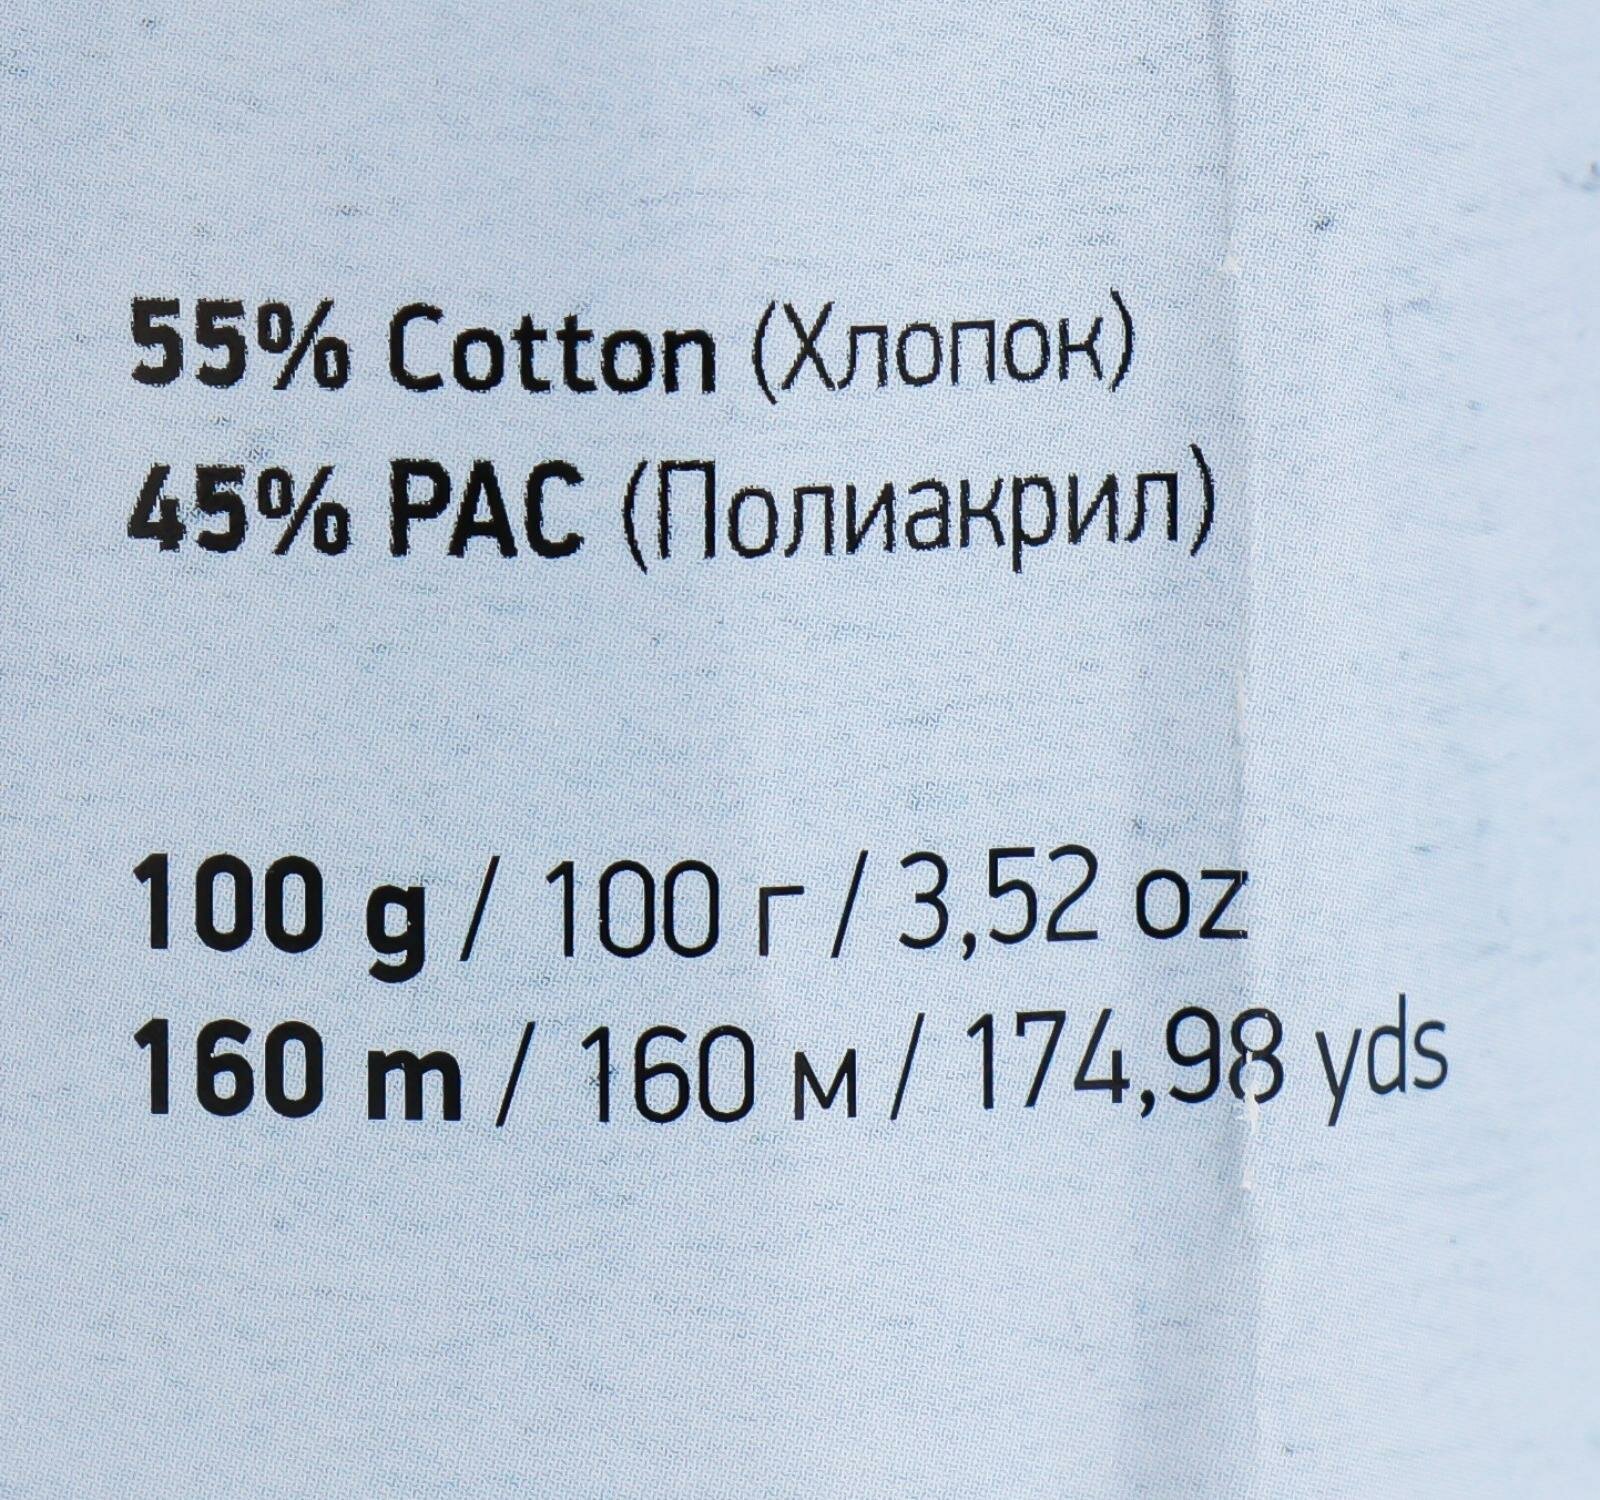 55% Cotton (Хлопок)
45% PAC (Полиакрил)
100 g / 100 г / 3,52 oz
160 m / 160 м / 174,98 yds